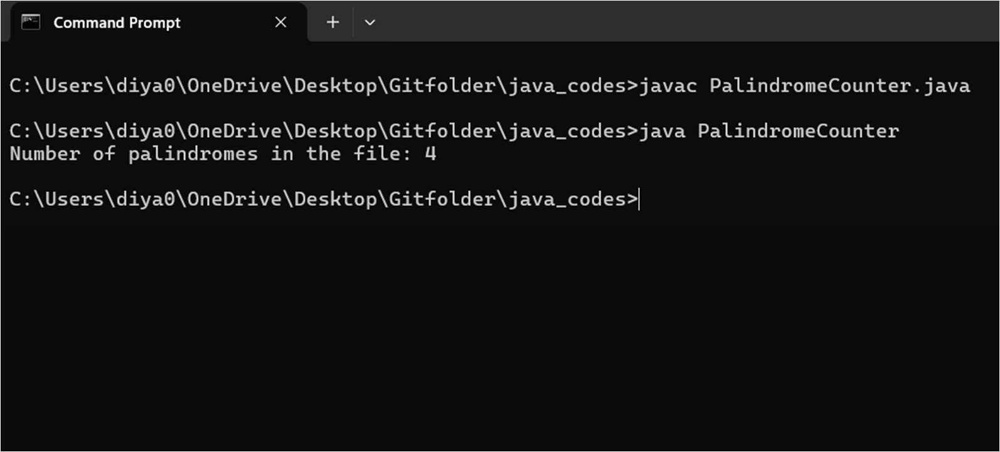 Command Prompt
C:\Users\diya0\OneDrive\Desktop\Gitfolder\java_codes>javac PalindromeCounter.java
C:\Users\diya0\OneDrive\Desktop\Gitfolder\java_codes>java PalindromeCounter
Number of palindromes in the file: 4
C:\Users\diya0\OneDrive\Desktop\Gitfolder\java_codes>